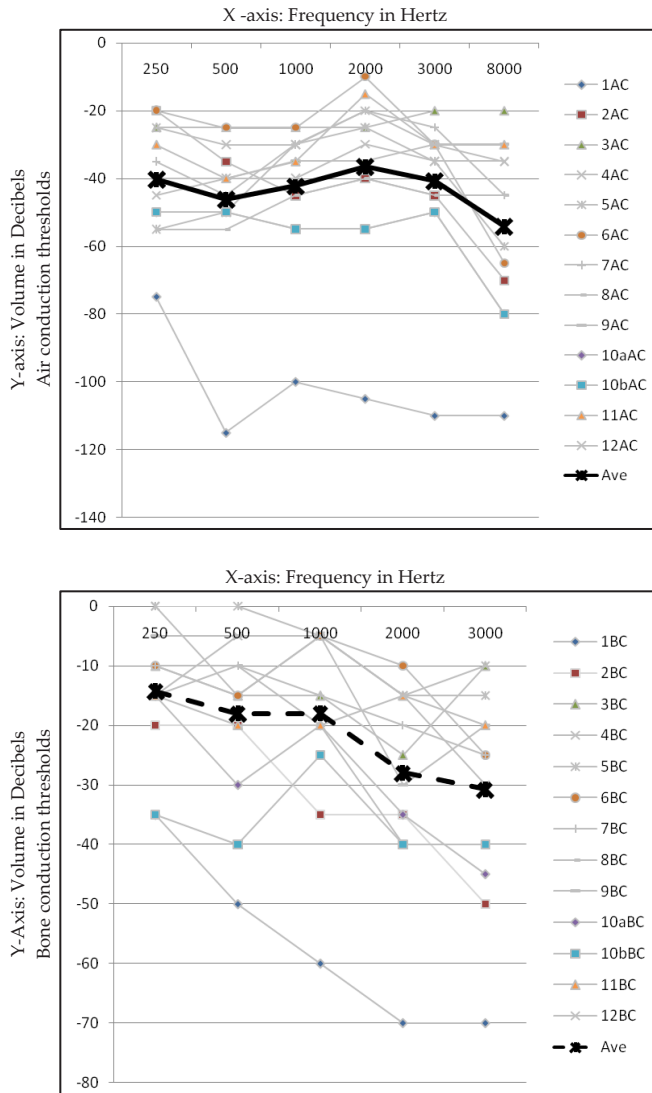 X -axis: Frequency in Hertz
0
250 500 1000 2000 3000 8000
-20
-40
-60
-80
-100
-120
-140
Y-axis: Volume in Decibels
Air conduction thresholds
1AC
2AC
3AC
4AC
5AC
6AC
7AC
8AC
9AC
10aAC
10bAC
11AC
12AC
Ave
X-axis: Frequency in Hertz
0
250 500 1000 2000 3000
-10
-20
-30
-40
-50
-60
-70
-80
Y-Axis: Volume in Decibels
Bone conduction thresholds
1BC
2BC
3BC
4BC
5BC
6BC
7BC
8BC
9BC
10aBC
10bBC
11BC
12BC
Ave